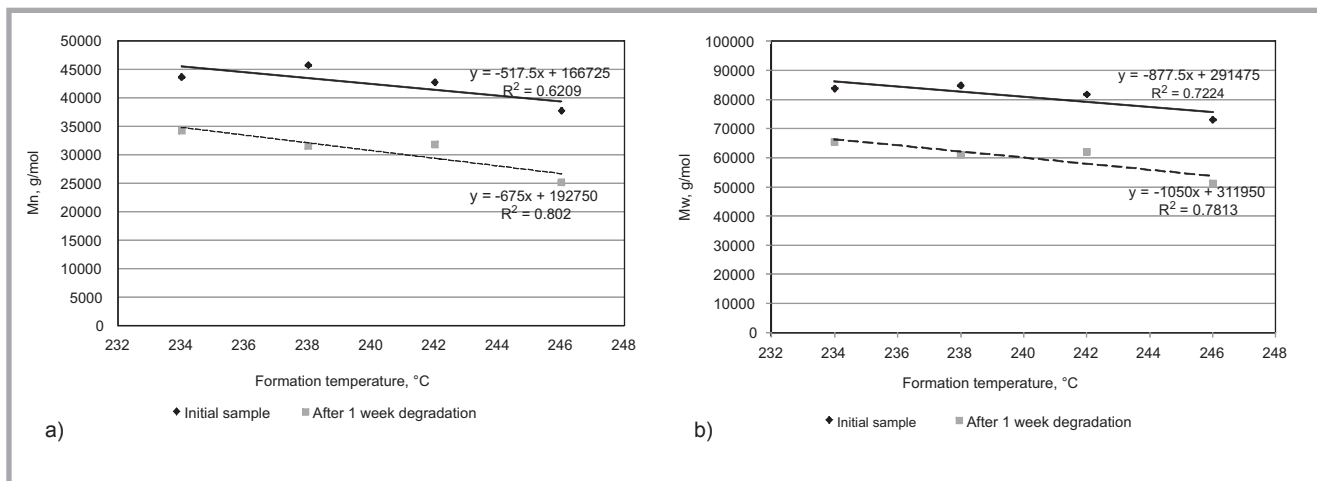 50000
45000
40000
35000
30000
25000
20000
15000
10000
5000
0
Mn, g/mol
y = -517.5x + 166725
R2 = 0.6209
y = -675x + 192750
R2 = 0.802
232 234 236 238 240 242 244 246 248
Formation temperature, °C
Initial sample After 1 week degradation
a)
100000
90000
80000
70000
60000
50000
40000
30000
20000
10000
0
Mw, g/mol
y = -877.5x + 291475
R2 = 0.7224
y = -1050x + 311950
R2 = 0.7813
232 234 236 238 240 242 244 246 248
Formation temperature, °C
Initial sample After 1 week degradation
b)